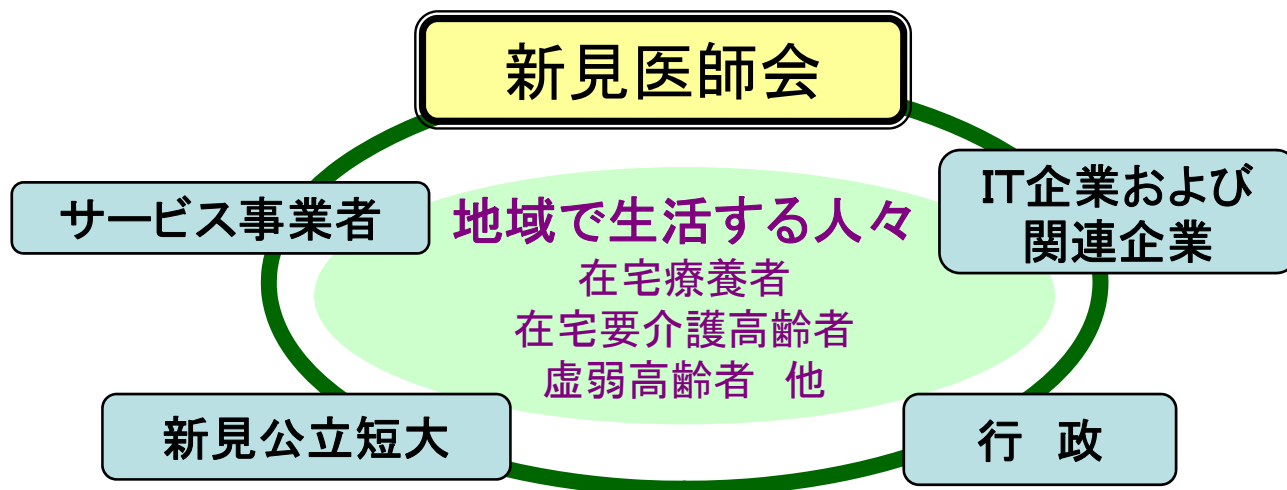 新見医師会
サービス事業者
IT企業および
関連企業
地域で生活する人々
在宅療養者
在宅要介護高齢者
虚弱高齢者　他
新見公立短大
行　政